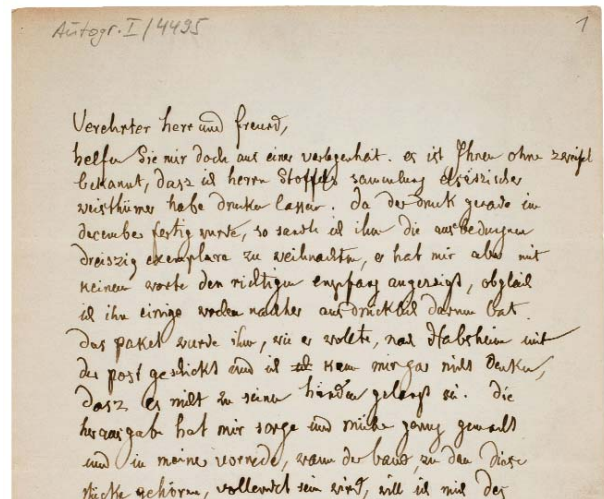 Autogr. I/4495
1
Verehrter herr und freund,
helfen Sie mir doch aus einer verlegenheit. es ist Ihnen ohne zweifel
bekannt, dasz ich herrn Stoffels sammlung elsässischer
weisthümer habe drucken lassen. da der druck gerade im
december fertig wurde, so sandte ich ihm die ausbedungnen
dreiszig exemplare zu weihnachten, er hat mir aber mit
keinem worte den richtigen empfang angezeigt, obgleich
ich ihn einige wochen nachher ausdrücklich darum bat.
das paket wurde ihm, wie er wollte, nach Habsheim mit
der post geschickt und ich kann mir gar nicht denken,
dasz es nicht zu seinen händen gelangt sei. die
herausgabe hat mir sorge und mühe genug gemacht
und in meine vorrede, wann der band, zu dem diese
stücke gehören, vollendet sein wird, will ich mich des